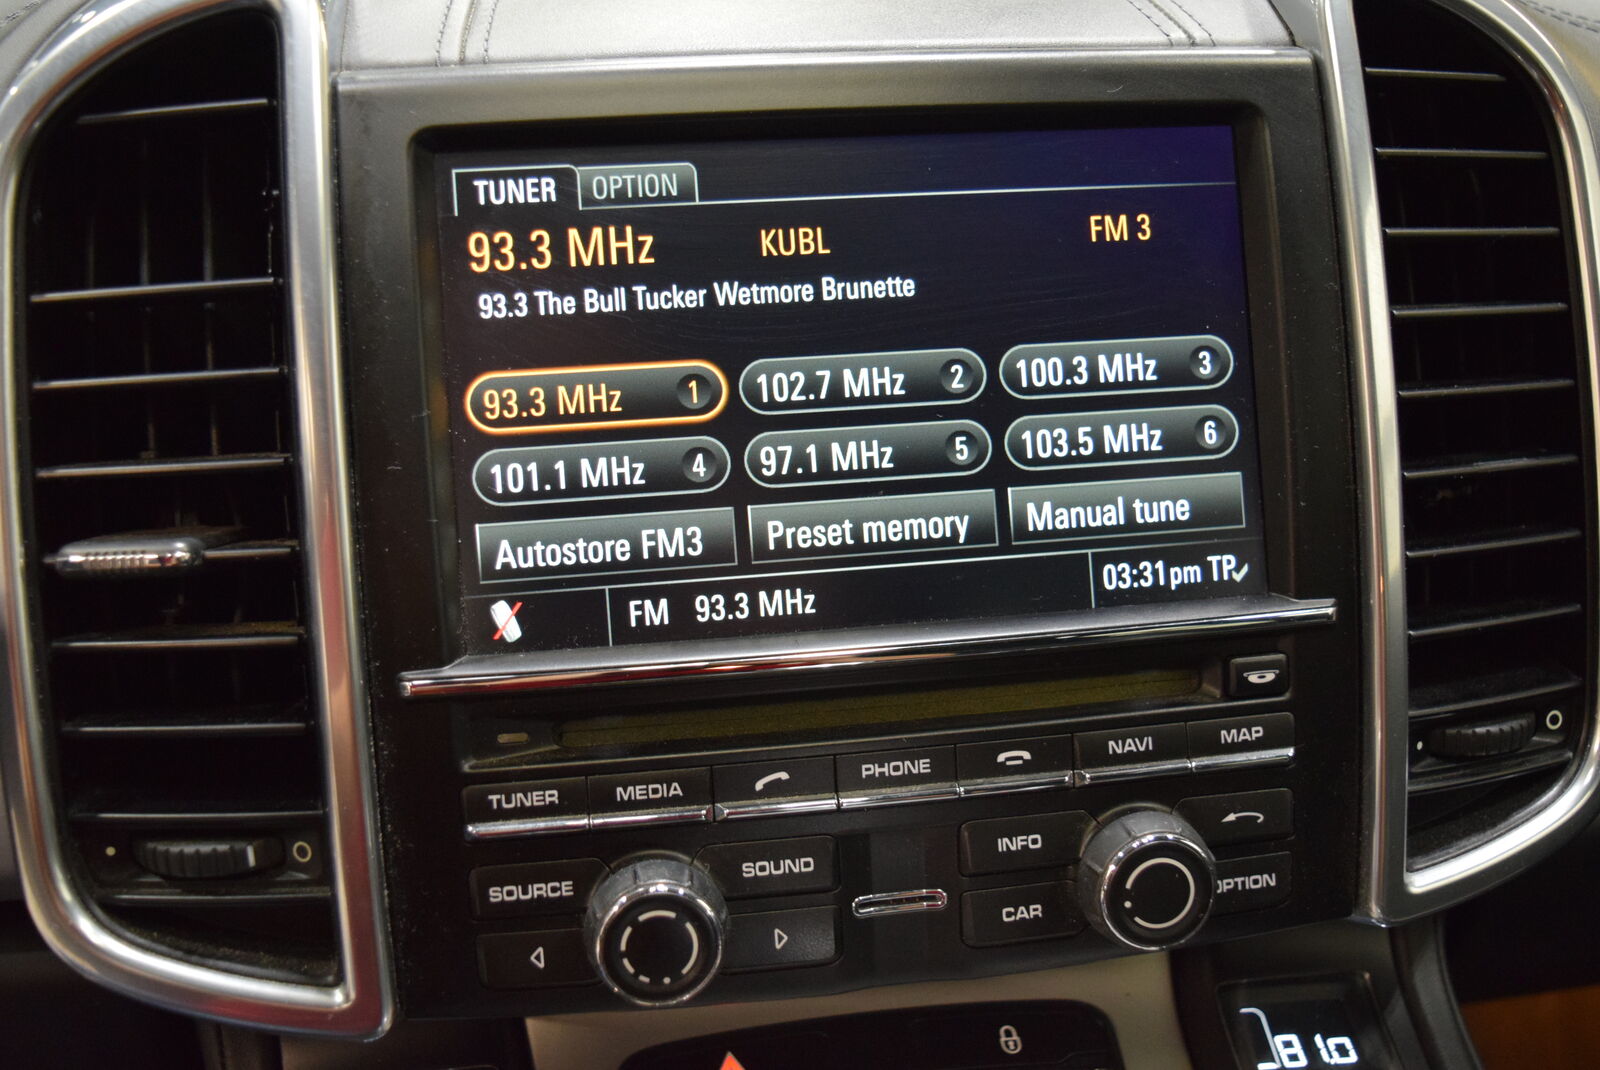 TUNER OPTION
93.3 MHz KUBL FM 3
93.3 The Bull Tucker Wetmore Brunette
93.3 MHz 1 102.7 MHz 2 100.3 MHz 3
101.1 MHz 4 97.1 MHz 5 103.5 MHz 6
Autostore FM3 Preset memory Manual tune
FM 93.3 MHz 03:31pm TP
TUNER MEDIA PHONE NAVI MAP
SOURCE SOUND INFO
CAR OPTION
81.0